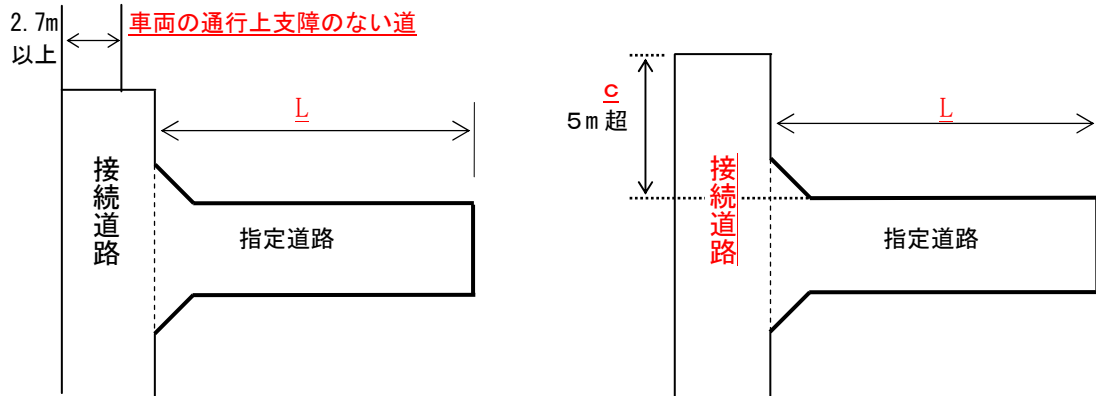 2.7m
以上
車両の通行上支障のない道
L
接続道路
指定道路
c
5m超
L
接続道路
指定道路